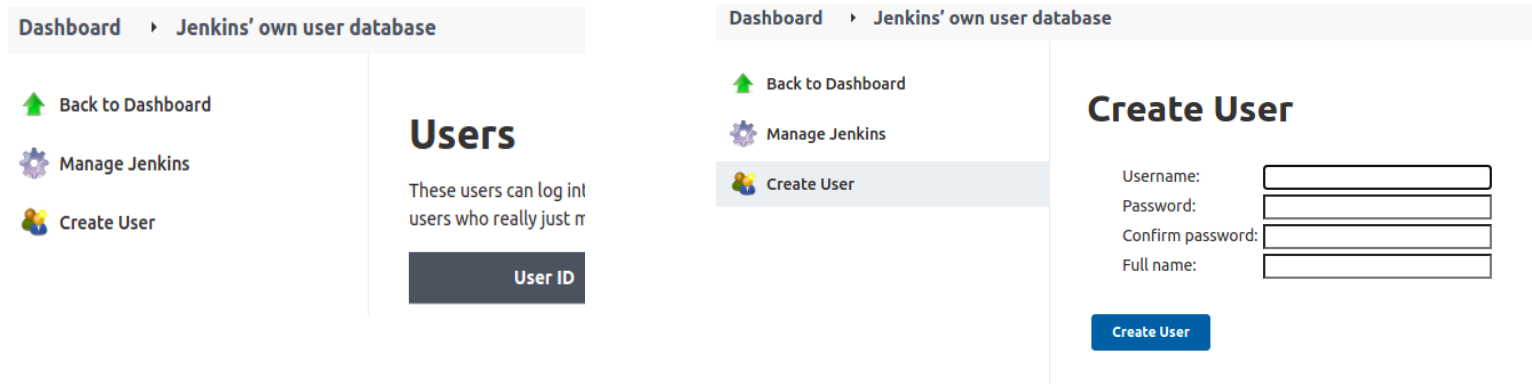 Dashboard ‣ Jenkins’ own user database
Back to Dashboard
Manage Jenkins
Create User
Users
These users can log
users who really just
User ID
Dashboard ‣ Jenkins’ own user database
Back to Dashboard
Manage Jenkins
Create User
Create User
Username:
Password:
Confirm password:
Full name:
Create User